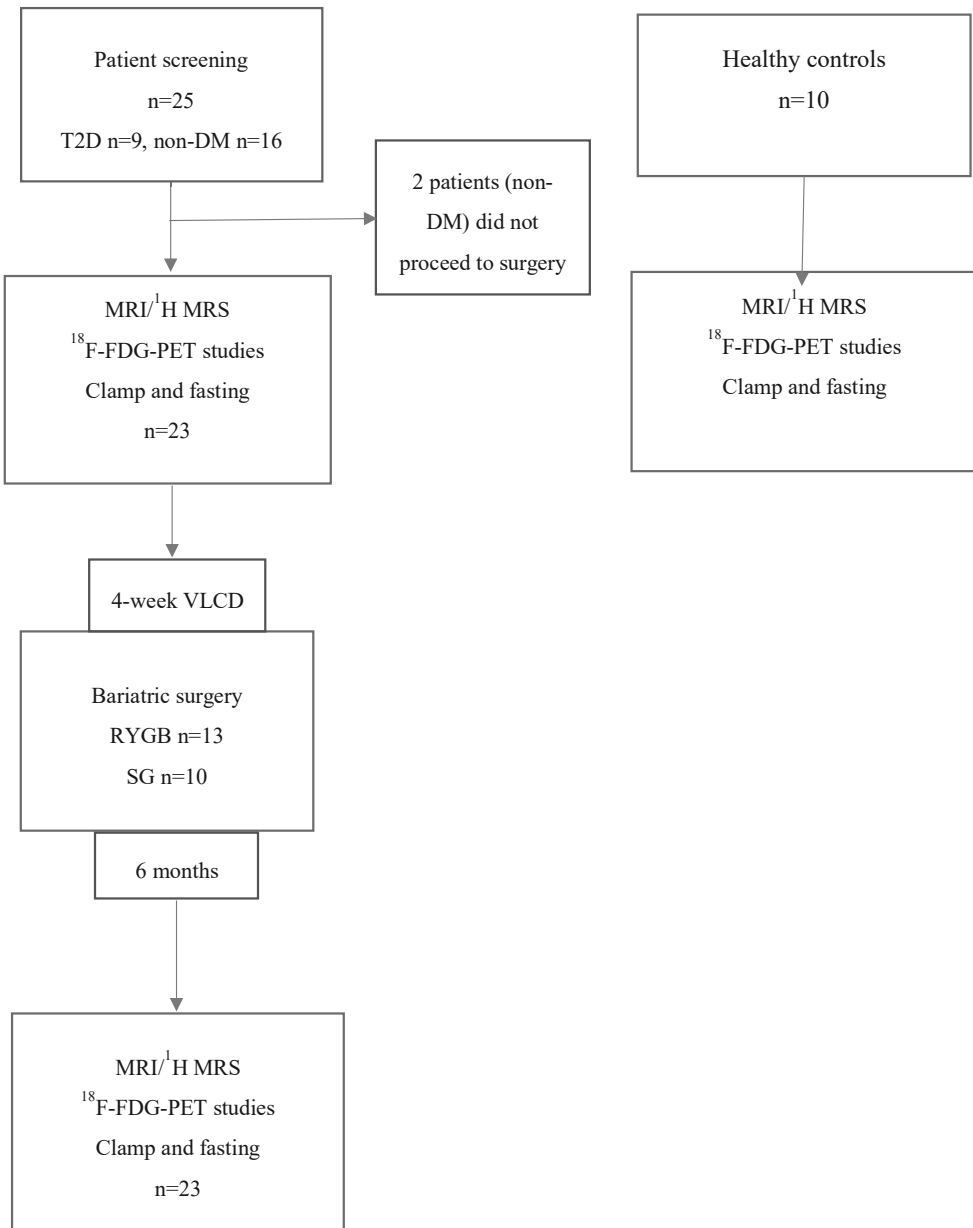 Patient screening
n=25
T2D n=9, non-DM n=16
Healthy controls
n=10
2 patients (non-
DM) did not
proceed to surgery
MRI/¹H MRS
¹⁸F-FDG-PET studies
Clamp and fasting
n=23
MRI/¹H MRS
¹⁸F-FDG-PET studies
Clamp and fasting
4-week VLCD
Bariatric surgery
RYGB n=13
SG n=10
6 months
MRI/¹H MRS
¹⁸F-FDG-PET studies
Clamp and fasting
n=23